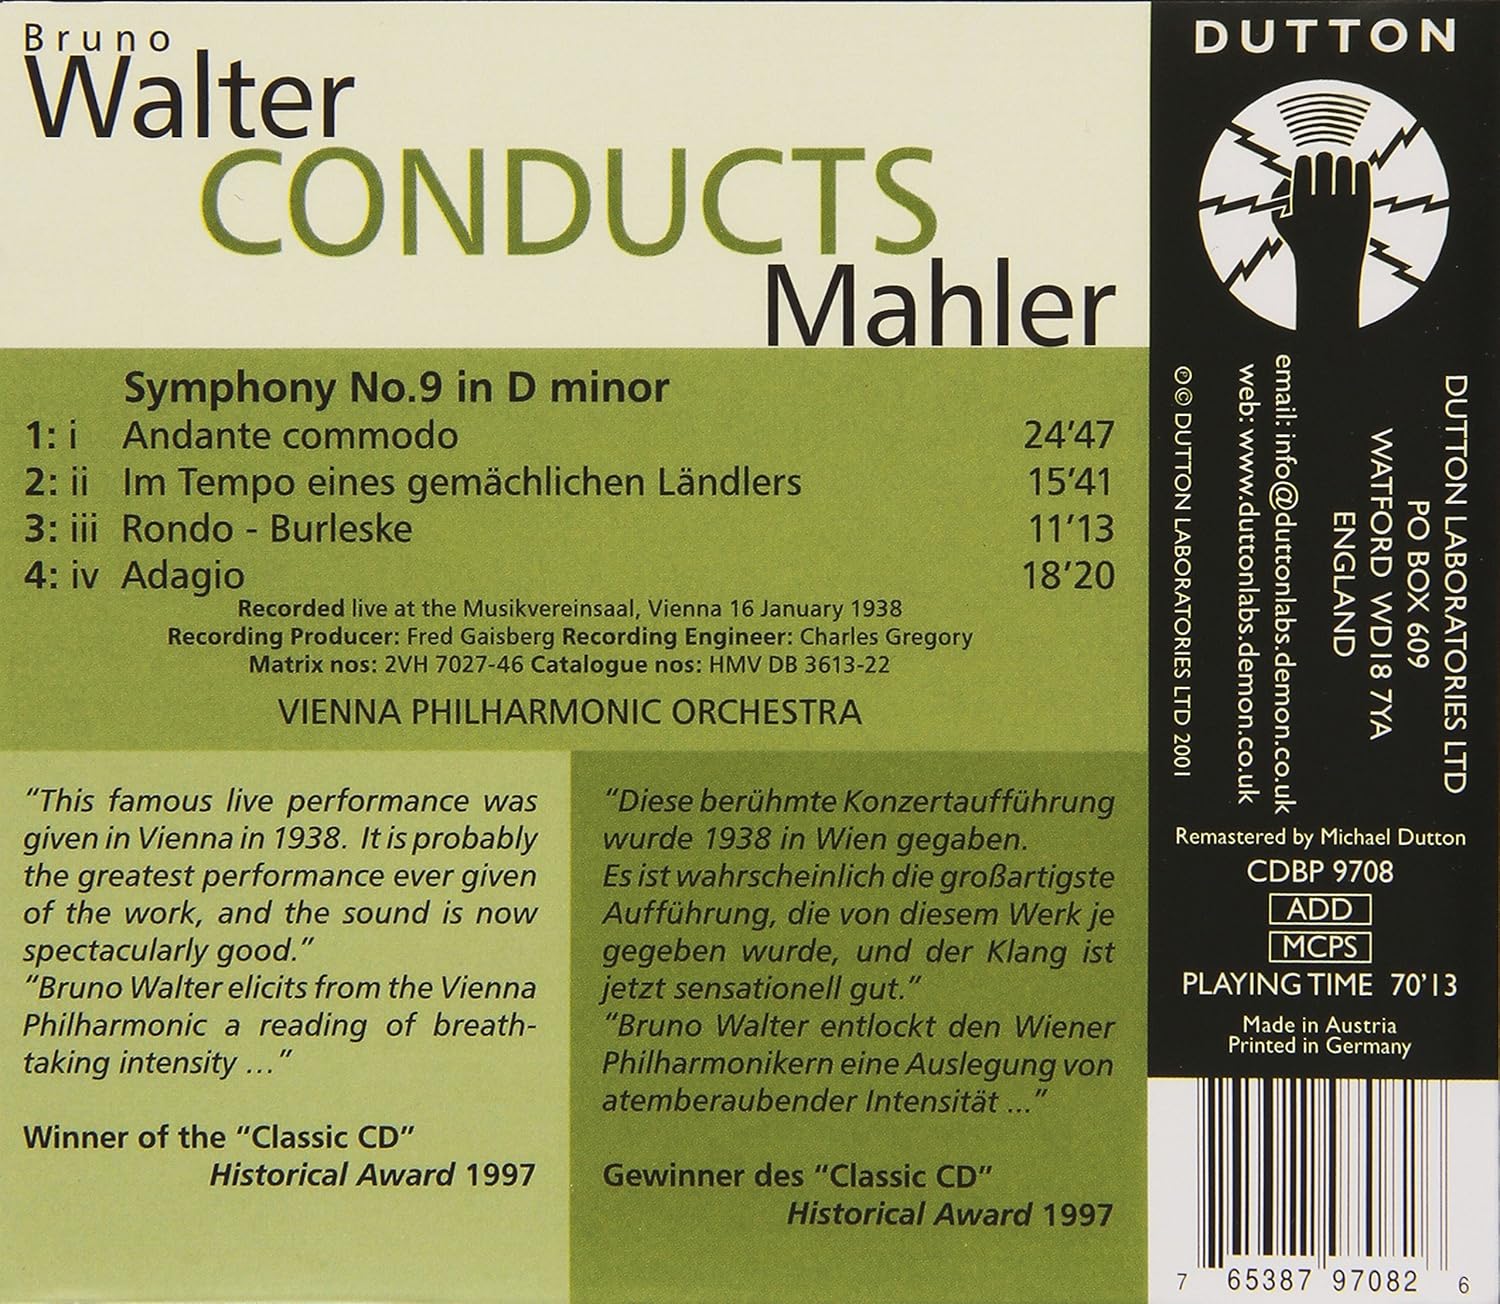 Bruno
Walter
CONDUCTS
Mahler
Symphony No.9 in D minor
1: i Andante commodo 24'47
2: ii Im Tempo eines gemächlichen Ländlers 15'41
3: iii Rondo - Burleske 11'13
4: iv Adagio 18'20
Recorded live at the Musikvereinsaal, Vienna 16 January 1938
Recording Producer: Fred Gaisberg Recording Engineer: Charles Gregory
Matrix nos: 2VH 7027-46 Catalogue nos: HMV DB 3613-22
VIENNA PHILHARMONIC ORCHESTRA
“This famous live performance was
given in Vienna in 1938. It is probably
the greatest performance ever given
of the work, and the sound is now
spectacularly good.”
“Bruno Walter elicits from the Vienna
Philharmonic a reading of breath-
taking intensity ...”
Winner of the “Classic CD”
Historical Award 1997
“Diese berühmte Konzertaufführung
wurde 1938 in Wien gegaben.
Es ist wahrscheinlich die großartigste
Aufführung, die von diesem Werk je
gegeben wurde, und der Klang ist
jetzt sensationell gut.”
“Bruno Walter entlockt den Wiener
Philharmonikern eine Auslegung von
atemberaubender Intensität ...”
Gewinner des “Classic CD”
Historical Award 1997
DUTTON
DUTTON LABORATORIES LTD
PO BOX 609
WATFORD WD18 7YA
ENGLAND
email: info@duttonlabs.demon.co.uk
web: www.duttonlabs.demon.co.uk
℗© DUTTON LABORATORIES LTD 2001
Remastered by Michael Dutton
CDBP 9708
ADD
MCPS
PLAYING TIME 70'13
Made in Austria
Printed in Germany
7 65387 97082 6